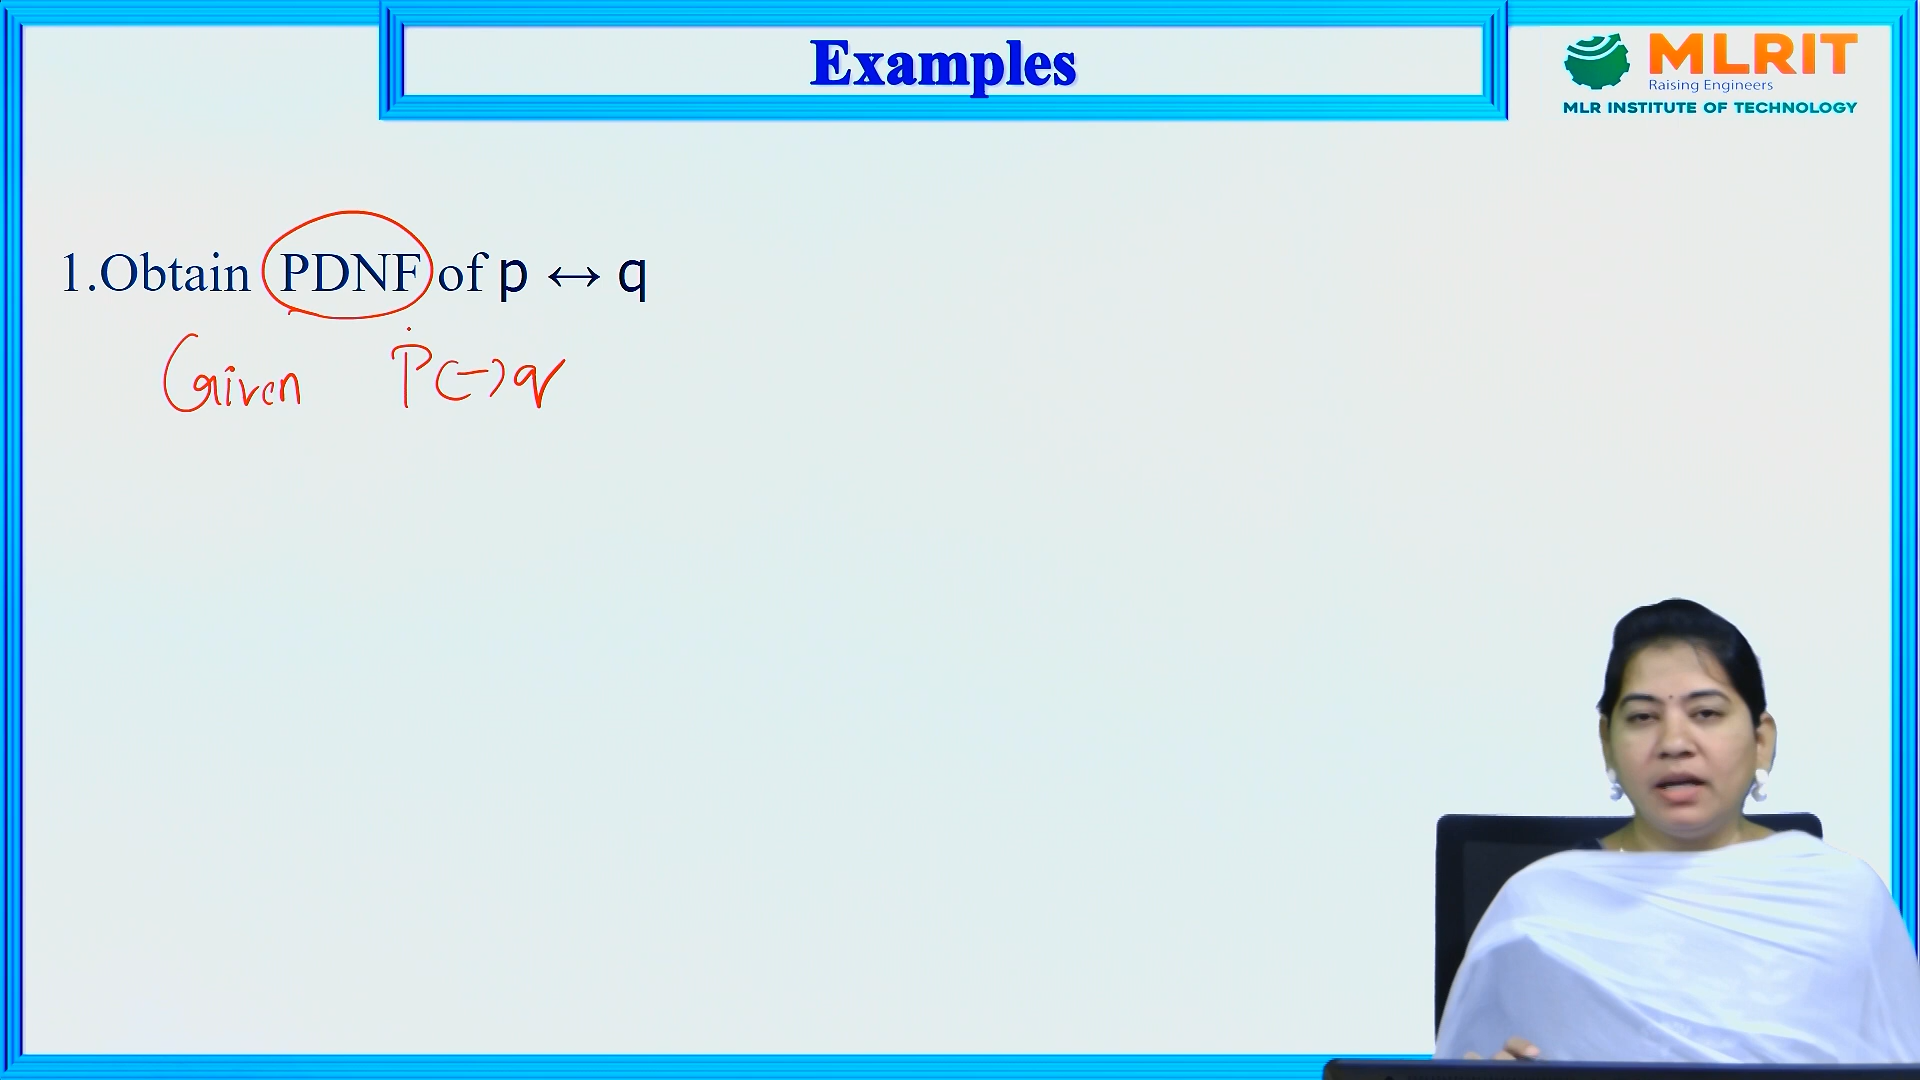 Examples
MLRIT
Raising Engineers
MLR INSTITUTE OF TECHNOLOGY
1.Obtain PDNF of p ↔ q
Given P↔q